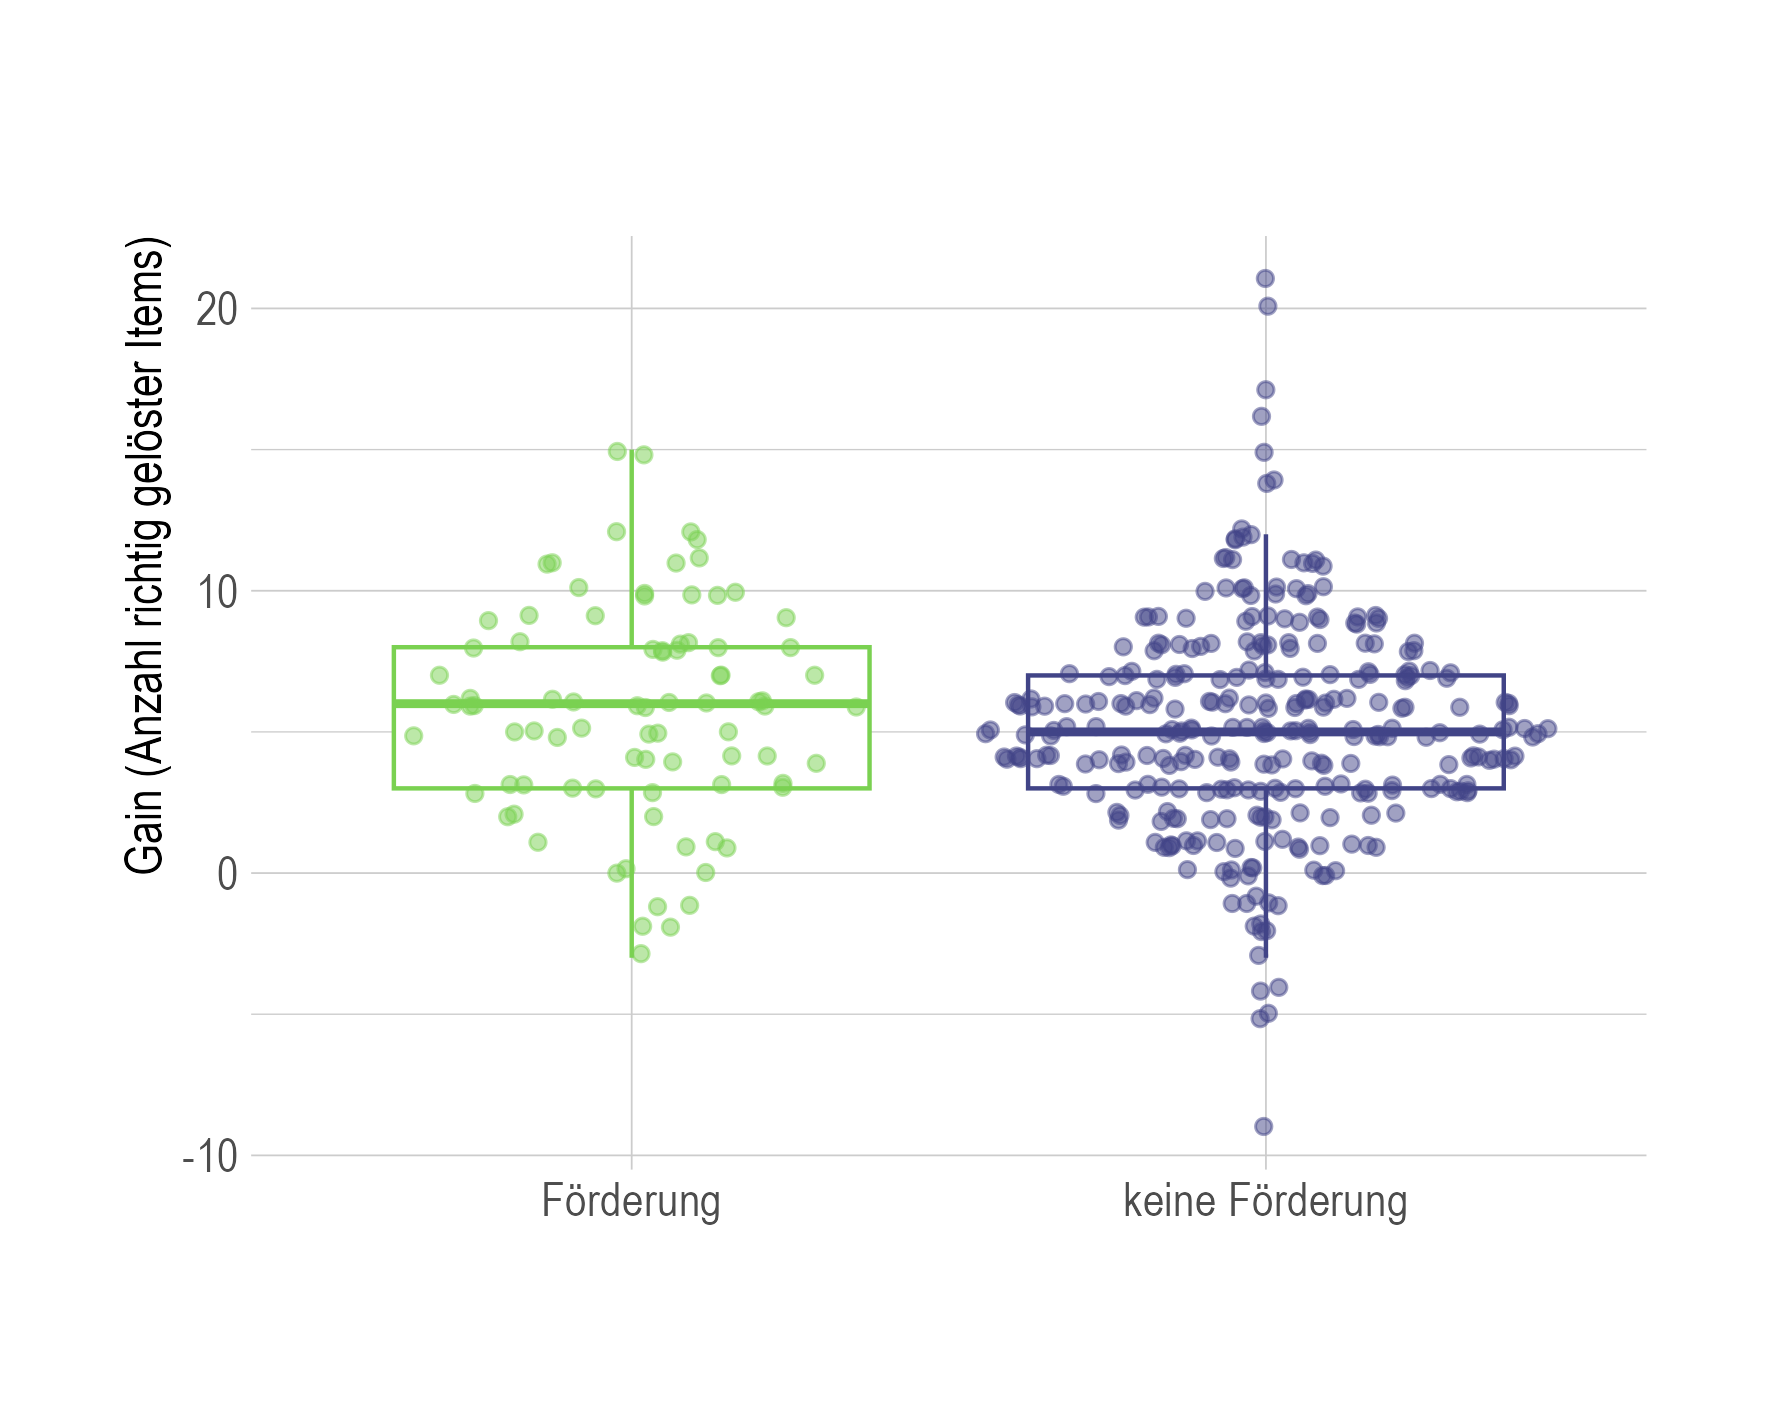 Gain (Anzahl richtig gelöster Items)
20
10
0
-10
Förderung
keine Förderung